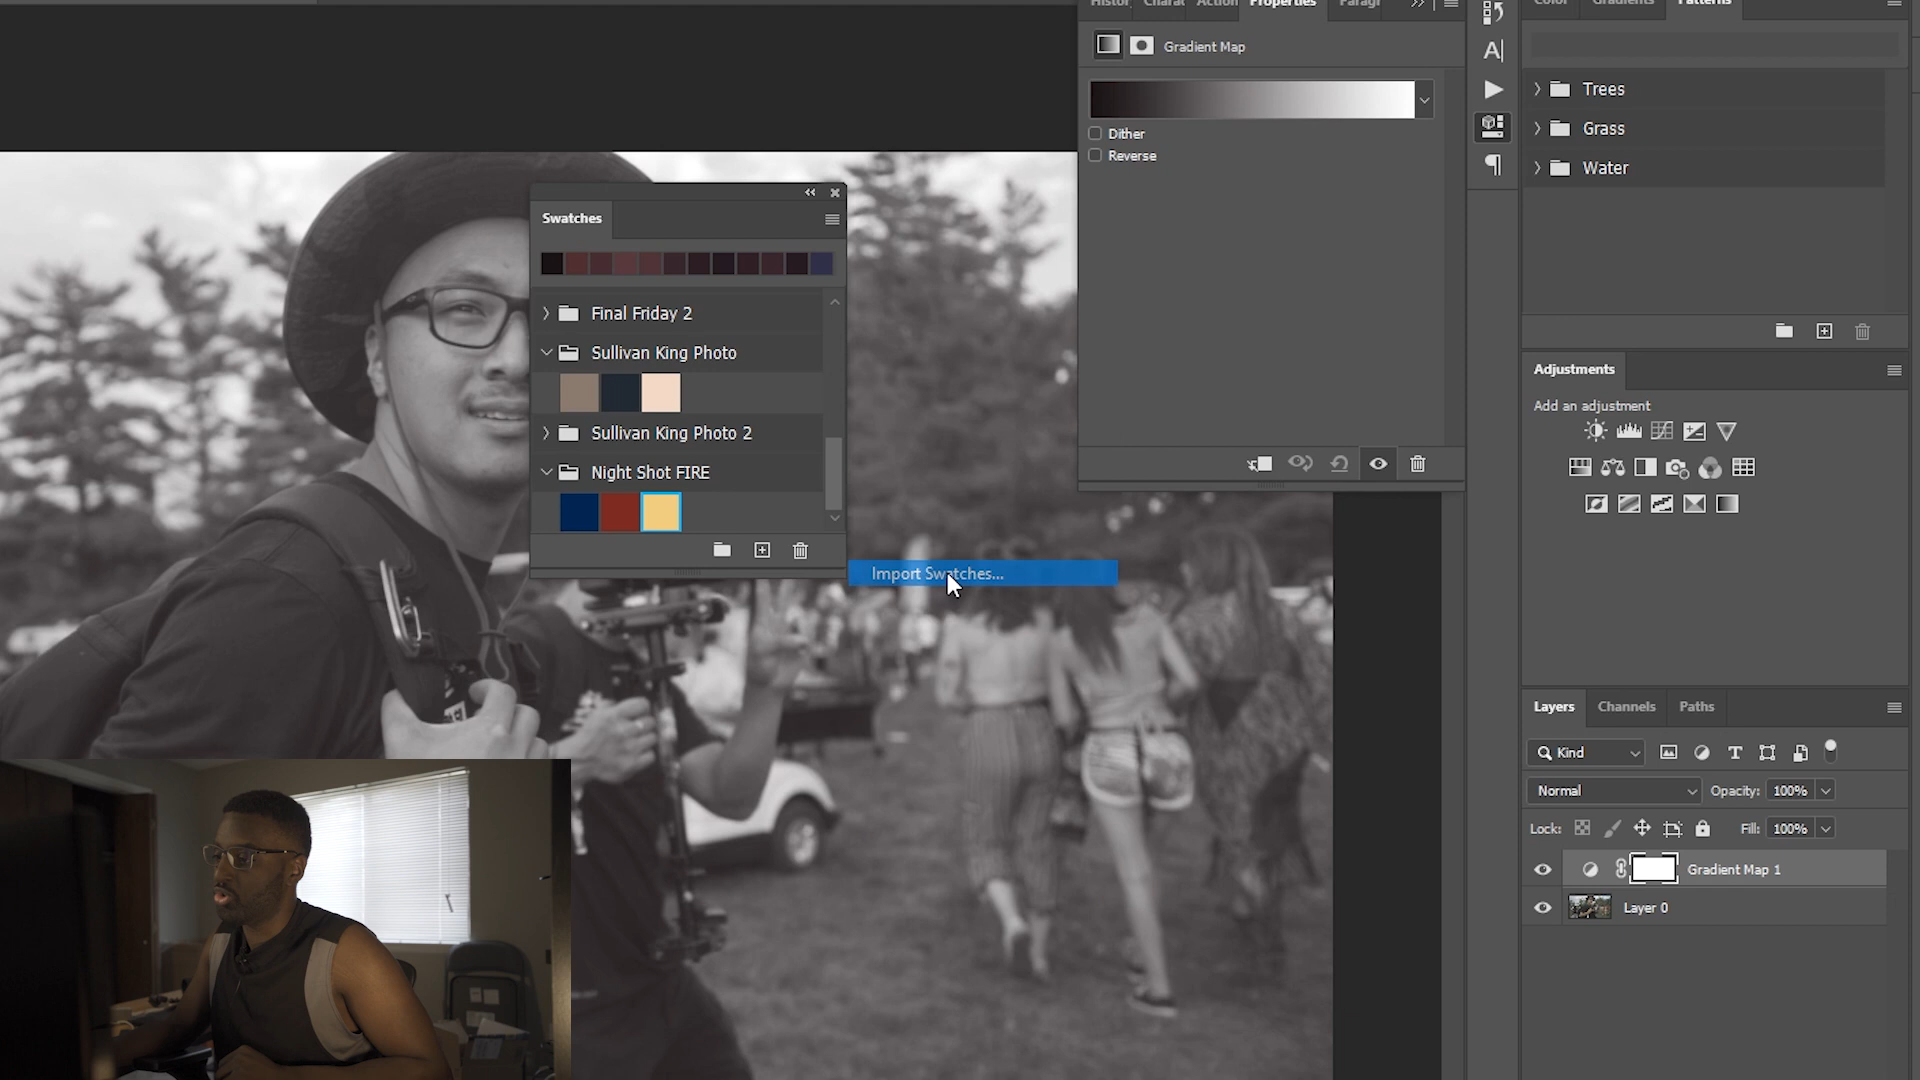 Histor Charac Action Properties Paragr
Color Gradients Patterns
Gradient Map
Dither
Reverse
Trees
Grass
Water
Swatches
Final Friday 2
Sullivan King Photo
Sullivan King Photo 2
Night Shot FIRE
Import Swatches...
Adjustments
Add an adjustment
Layers Channels Paths
Kind
Normal Opacity: 100%
Lock: Fill: 100%
Gradient Map 1
Layer 0